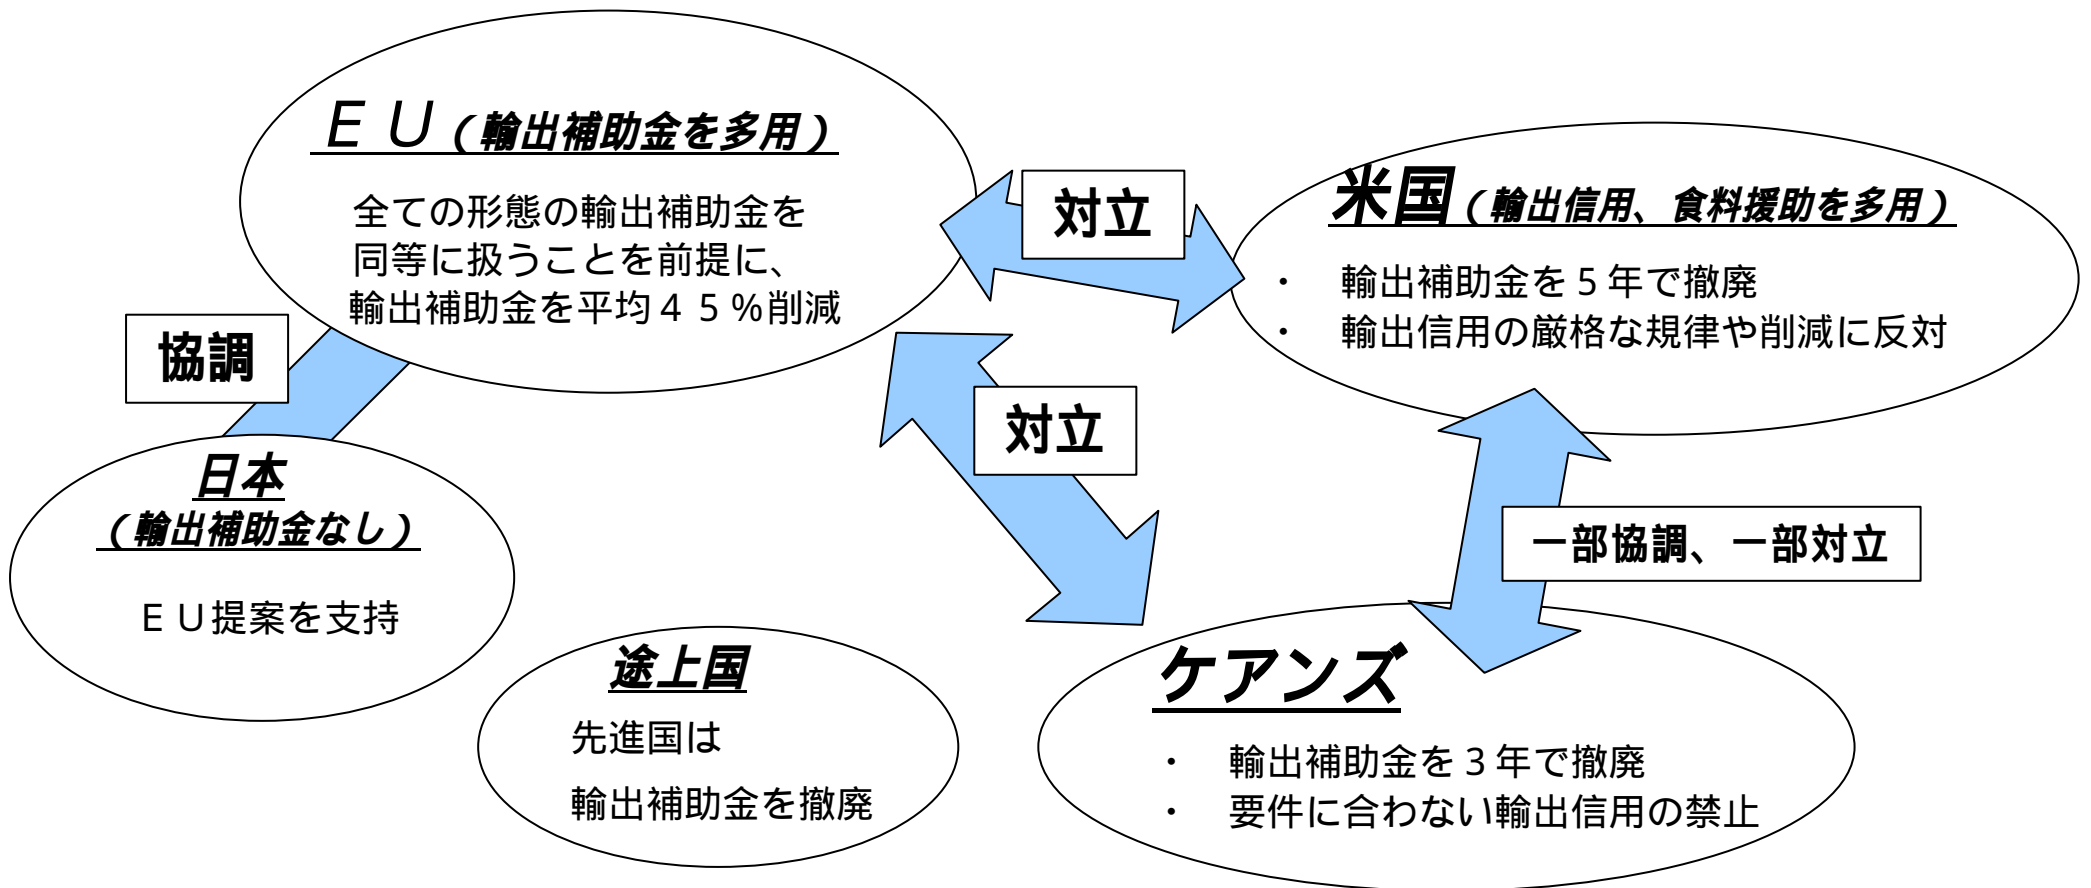 ＥＵ（輸出補助金を多用）
全ての形態の輸出補助金を
同等に扱うことを前提に、
輸出補助金を平均４５％削減
対立
米国（輸出信用、食料援助を多用）
・　輸出補助金を５年で撤廃
・　輸出信用の厳格な規律や削減に反対
協調
対立
日本
（輸出補助金なし）
ＥＵ提案を支持
一部協調、一部対立
途上国
先進国は
輸出補助金を撤廃
ケアンズ
・　輸出補助金を３年で撤廃
・　要件に合わない輸出信用の禁止